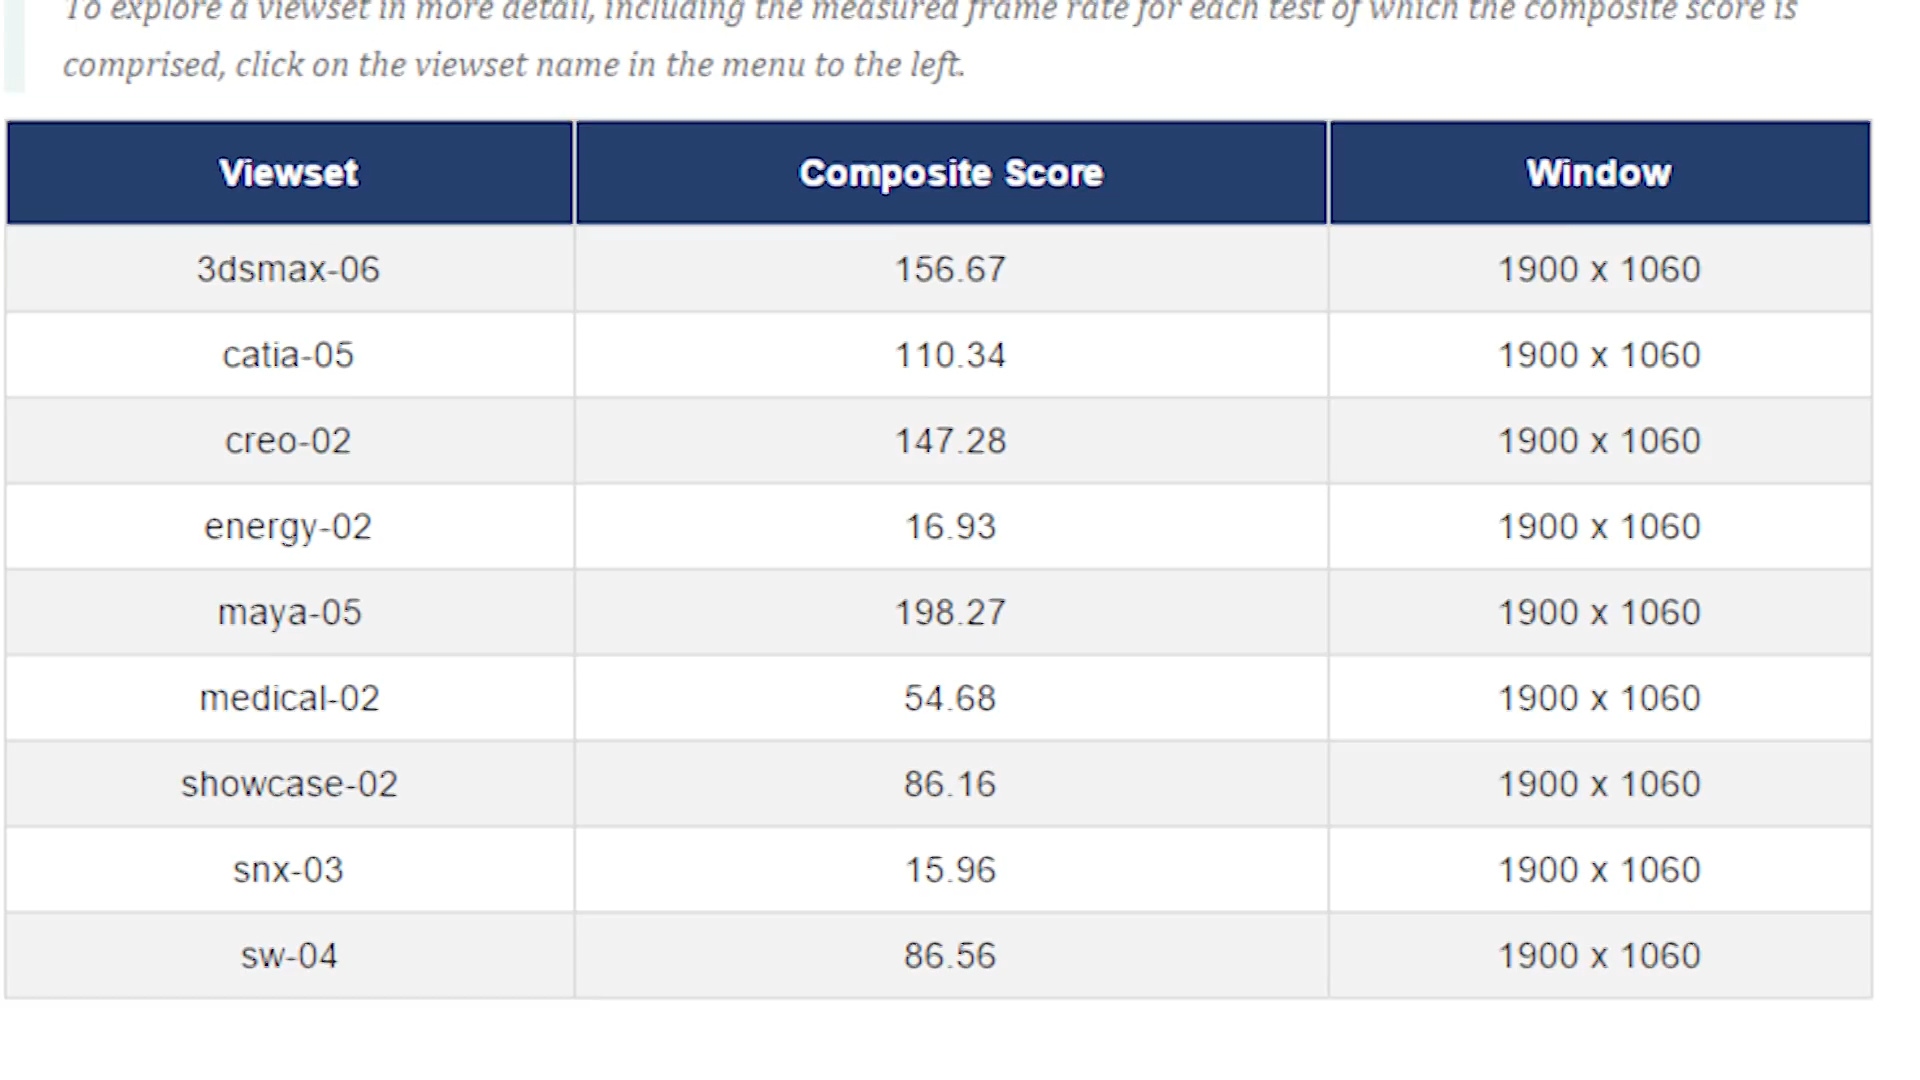 To explore a viewset in more detail, including the measured frame rate for each test of which the composite score is
comprised, click on the viewset name in the menu to the left.
Viewset Composite Score Window
3dsmax-06 156.67 1900 x 1060
catia-05 110.34 1900 x 1060
creo-02 147.28 1900 x 1060
energy-02 16.93 1900 x 1060
maya-05 198.27 1900 x 1060
medical-02 54.68 1900 x 1060
showcase-02 86.16 1900 x 1060
snx-03 15.96 1900 x 1060
sw-04 86.56 1900 x 1060